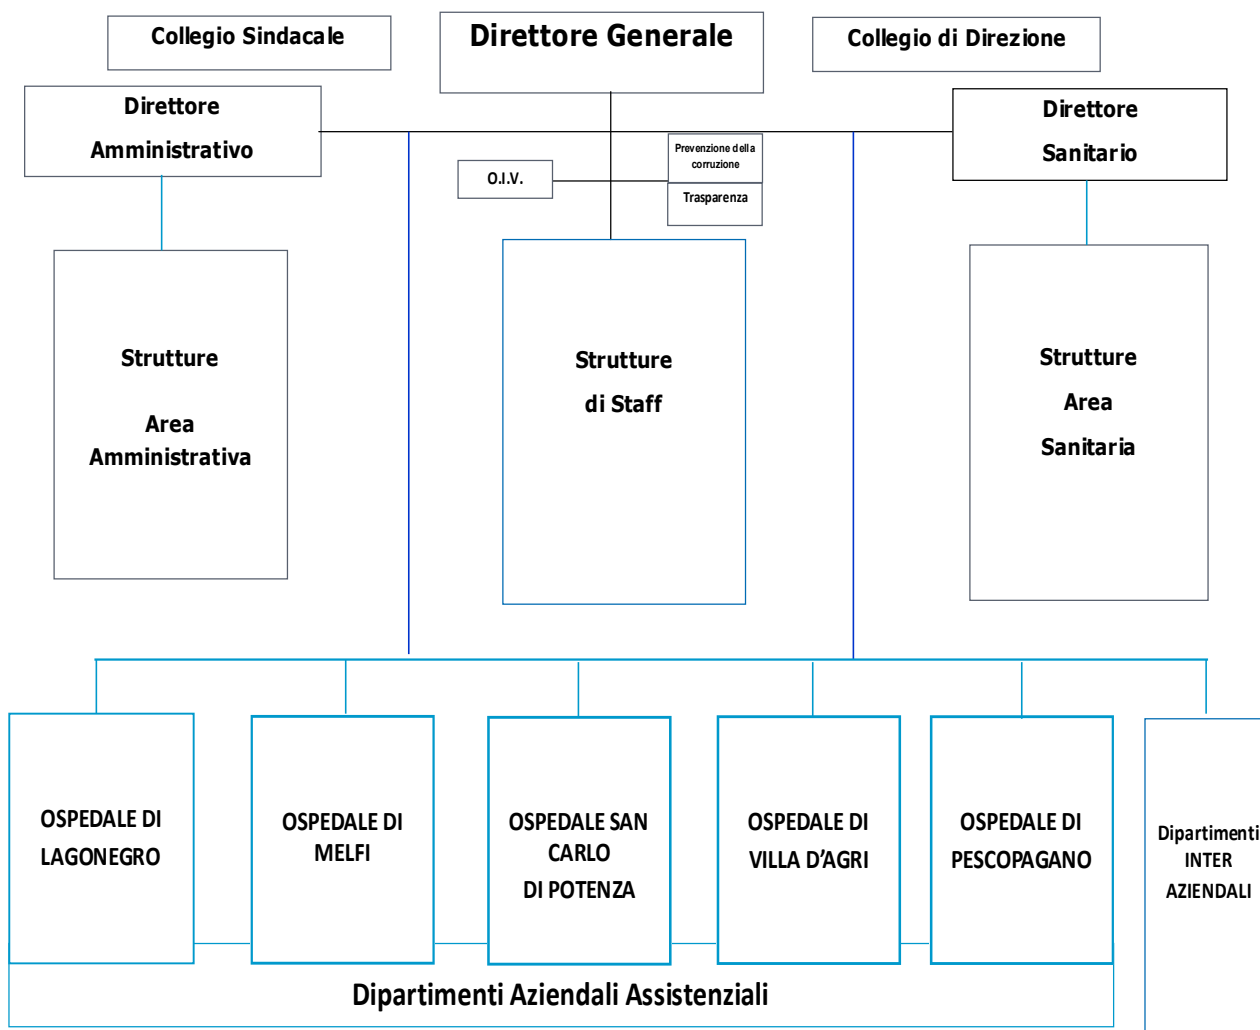 Collegio Sindacale
Direttore Generale
Collegio di Direzione
Direttore
Amministrativo
Direttore
Sanitario
Prevenzione della
corruzione
O.I.V.
Trasparenza
Strutture
Area
Amministrativa
Strutture
di Staff
Strutture
Area
Sanitaria
OSPEDALE DI
LAGONEGRO
OSPEDALE DI
MELFI
OSPEDALE SAN
CARLO
DI POTENZA
OSPEDALE DI
VILLA D’AGRI
OSPEDALE DI
PESCOPAGANO
Dipartimenti
INTER
AZIENDALI
Dipartimenti Aziendali Assistenziali